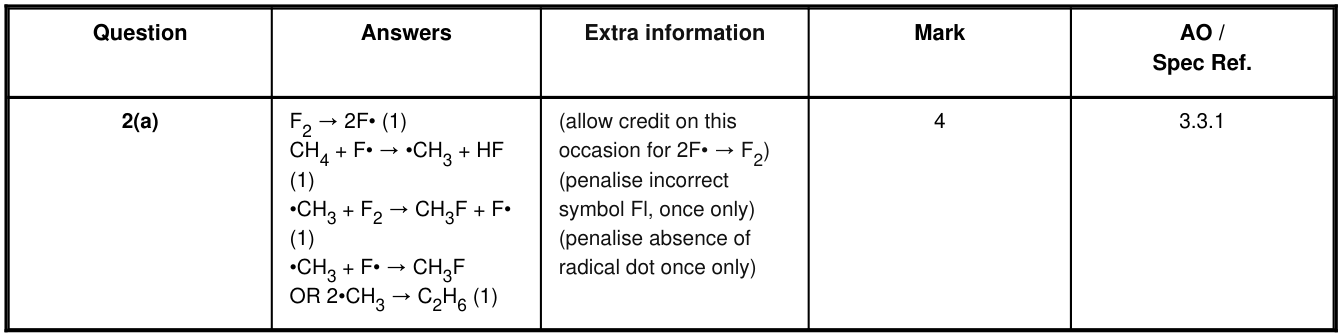 Question Answers Extra information Mark AO /
Spec Ref.
2(a)
F₂ → 2F• (1)
CH₄ + F• → •CH₃ + HF
(1)
•CH₃ + F₂ → CH₃F + F•
(1)
•CH₃ + F• → CH₃F
OR 2•CH₃ → C₂H₆ (1)
(allow credit on this
occasion for 2F• → F₂)
(penalise incorrect
symbol Fl, once only)
(penalise absence of
radical dot once only)
4
3.3.1